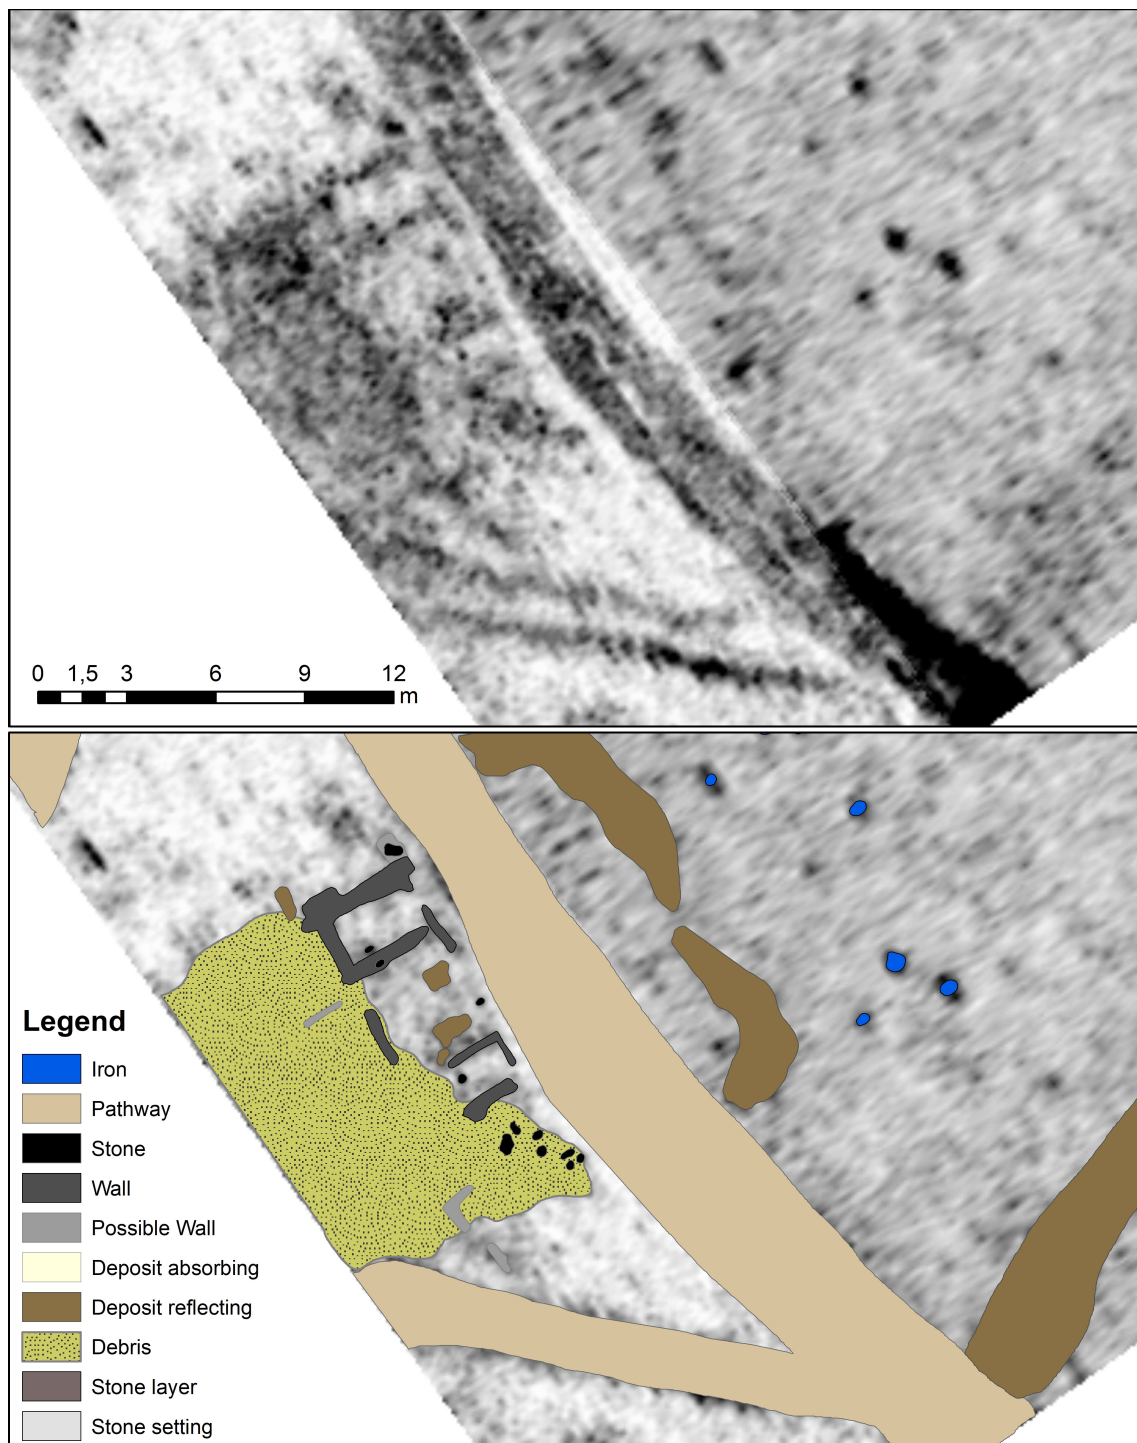 0 1,5 3 6 9 12
m
Legend
Iron
Pathway
Stone
Wall
Possible Wall
Deposit absorbing
Deposit reflecting
Debris
Stone layer
Stone setting